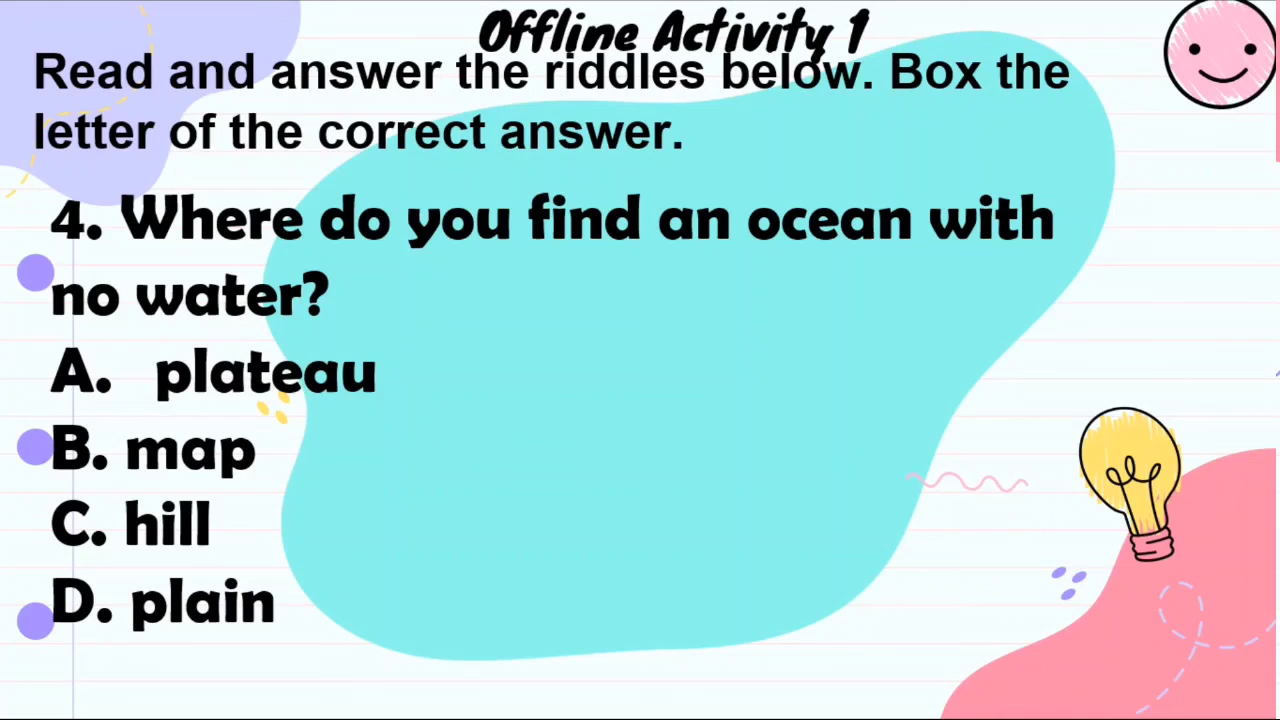 Offline Activity 1
Read and answer the riddles below. Box the
letter of the correct answer.
4. Where do you find an ocean with
no water?
A. plateau
B. map
C. hill
D. plain